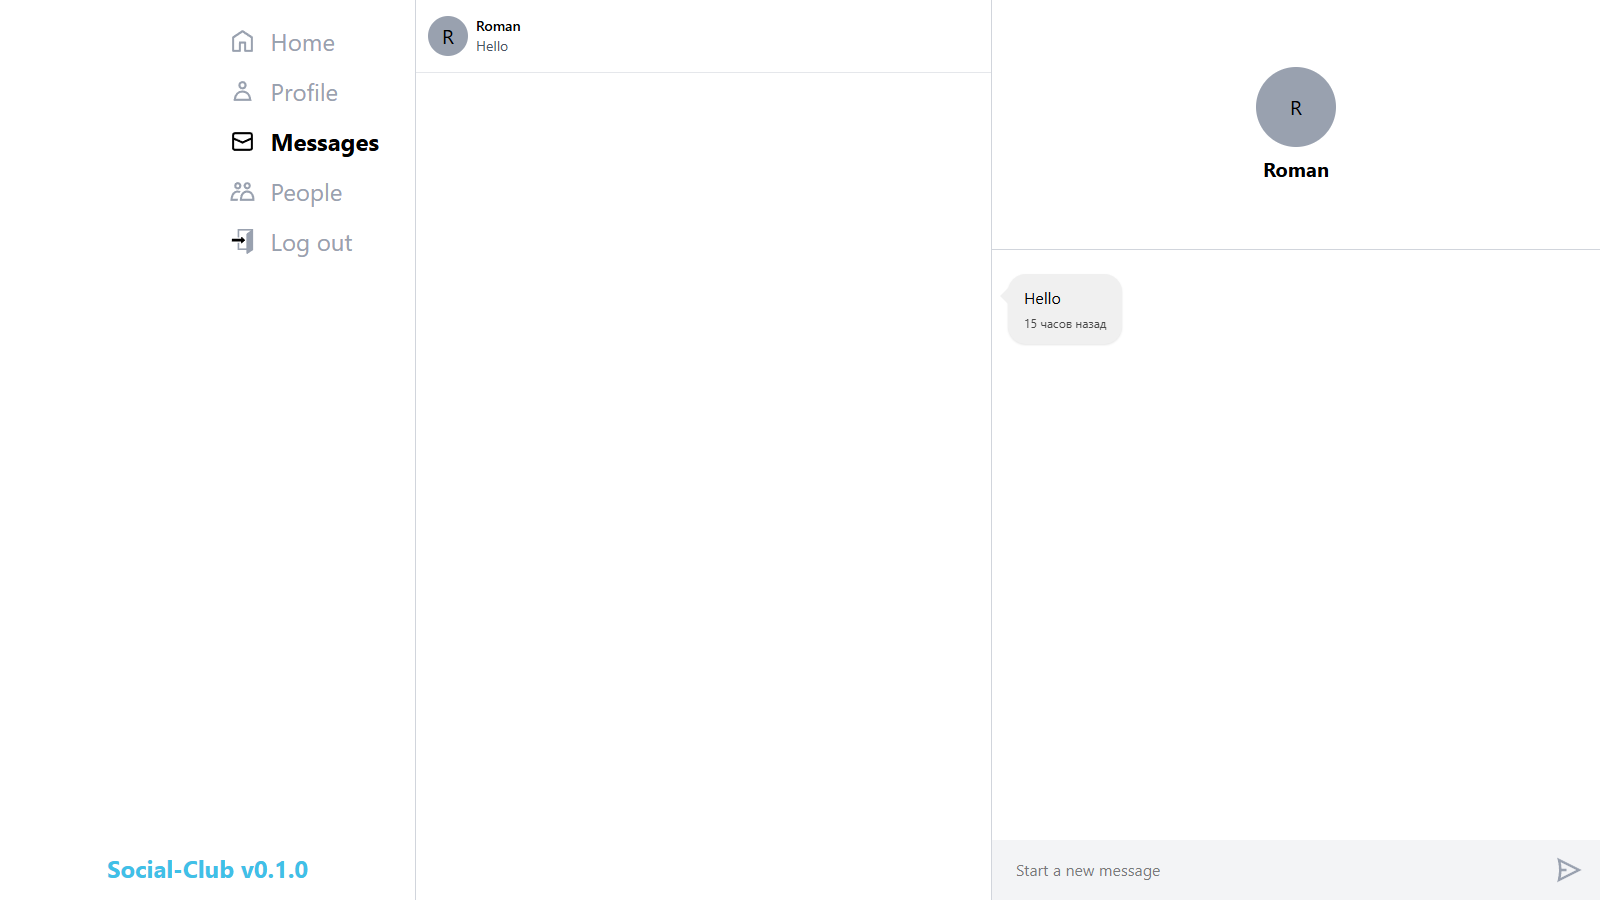 Home
Profile
Messages
People
Log out
Social-Club v0.1.0
R
Roman
Hello
R
Roman
Hello
15 часов назад
Start a new message